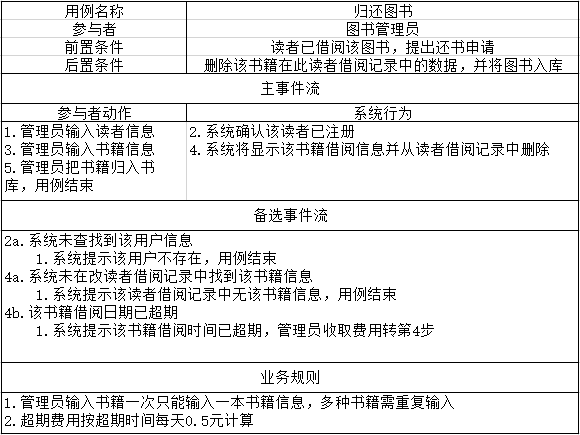 用例名称 归还图书
参与者 图书管理员
前置条件 读者已借阅该图书，提出还书申请
后置条件 删除该书籍在此读者借阅记录中的数据，并将图书入库
主事件流
参与者动作 系统行为
1.管理员输入读者信息 2.系统确认该读者已注册
3.管理员输入书籍信息 4.系统将显示该书籍借阅信息并从读者借阅记录中删除
5.管理员把书籍归入书
库，用例结束
备选事件流
2a.系统未查找到该用户信息
1.系统提示该用户不存在，用例结束
4a.系统未在改读者借阅记录中找到该书籍信息
1.系统提示该读者借阅记录中无该书籍信息，用例结束
4b.该书籍借阅日期已超期
1.系统提示该书籍借阅时间已超期，管理员收取费用转第4步
业务规则
1.管理员输入书籍一次只能输入一本书籍信息，多种书籍需重复输入
2.超期费用按超期时间每天0.5元计算